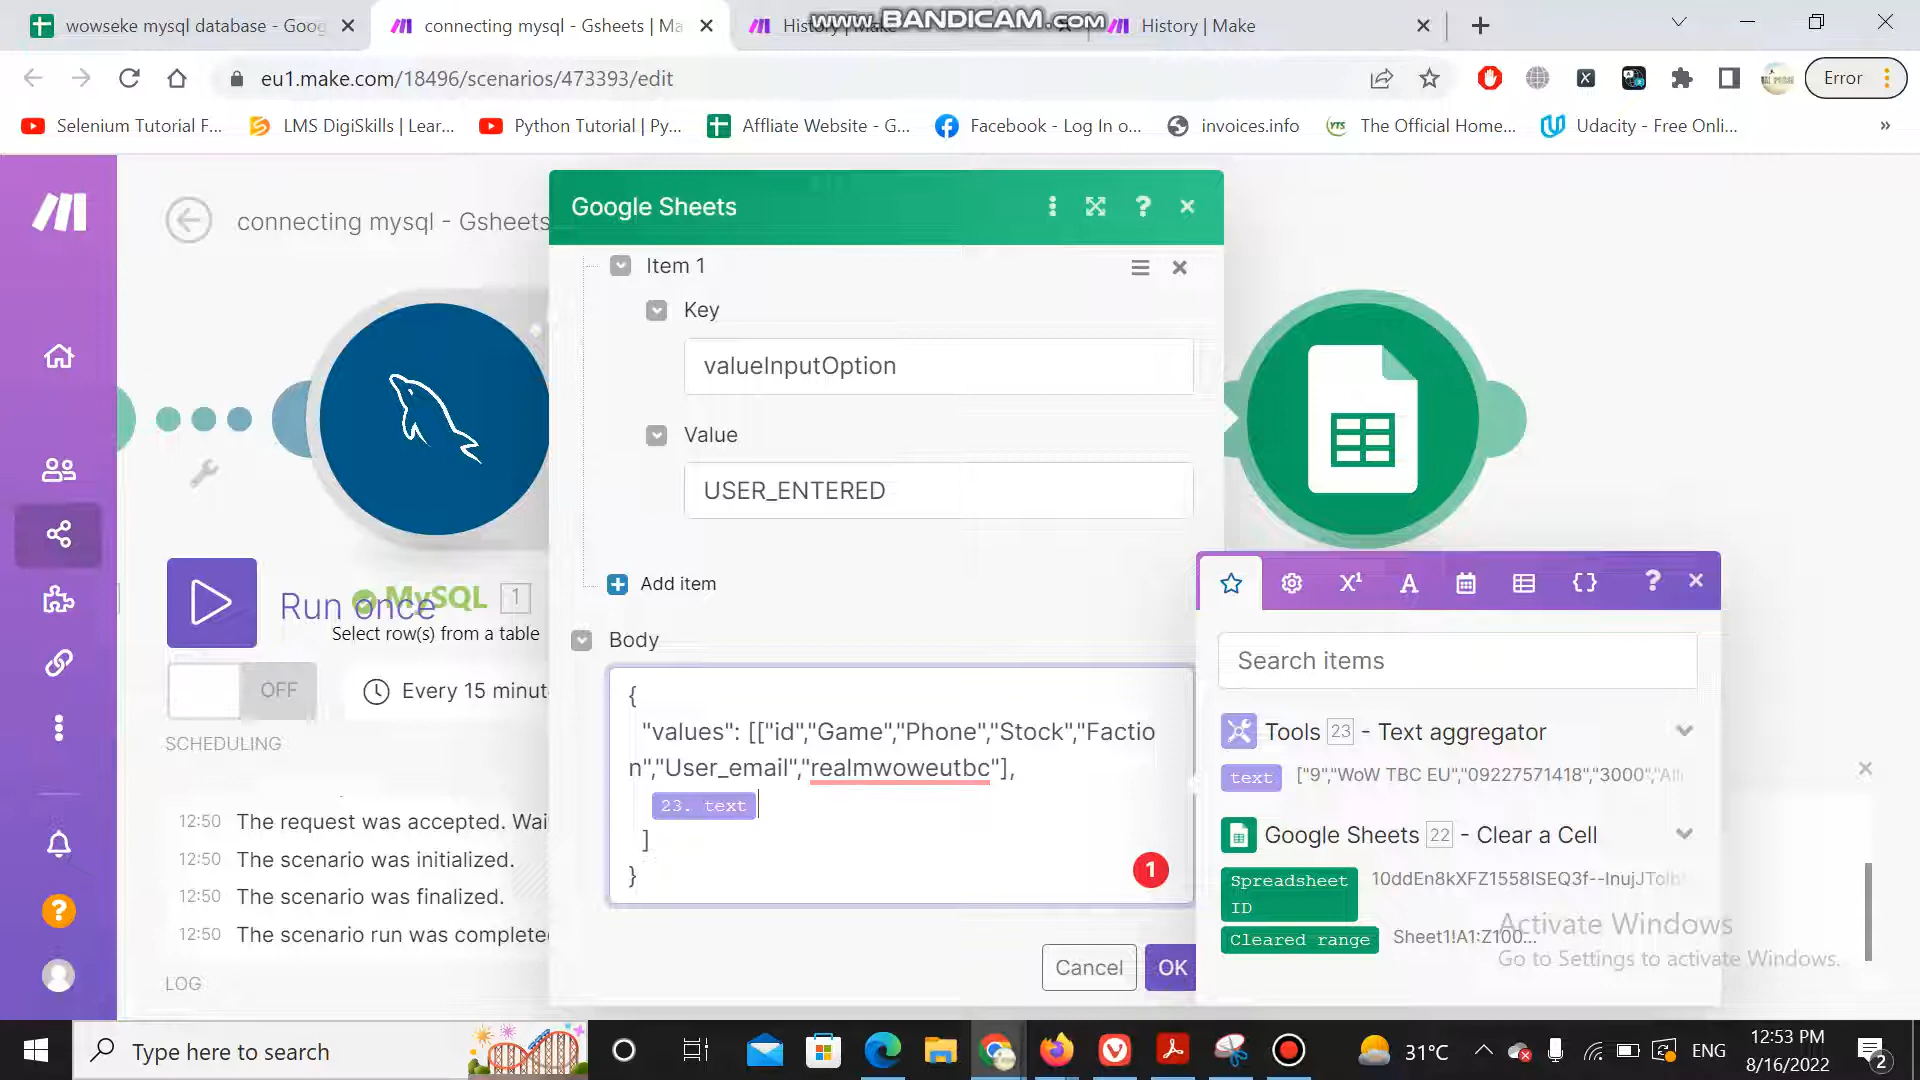 wowseke mysql database - Goog
connecting mysql - Gsheets | Ma
History | Make
History | Make
www.BANDICAM.com
eu1.make.com/18496/scenarios/473393/edit
Error
Selenium Tutorial F...
LMS DigiSkills | Lear...
Python Tutorial | Py...
Affliate Website - G...
Facebook - Log In o...
invoices.info
The Official Home...
Udacity - Free Onli...
»
connecting mysql - Gsheets
Google Sheets
Item 1
Key
valueInputOption
Value
USER_ENTERED
Add item
Body
{
"values": [["id","Game","Phone","Stock","Factio
n","User_email","realmwoweutbc"],
23. text
]
}
1
Cancel
OK
MySQL 1
Run once
Select row(s) from a table
OFF
Every 15 minut
SCHEDULING
12:50 The request was accepted. Wai
12:50 The scenario was initialized.
12:50 The scenario was finalized.
12:50 The scenario run was complete
LOG
Search items
Tools 23 - Text aggregator
text ["9","WoW TBC EU","09227571418","3000","Alli
Google Sheets 22 - Clear a Cell
Spreadsheet
ID
10ddEn8kXFZ1558ISEQ3f--InujJTolb
Cleared range Sheet1!A1:Z100...
Activate Windows
Go to Settings to activate Windows.
Type here to search
31°C
ENG
12:53 PM
8/16/2022
2